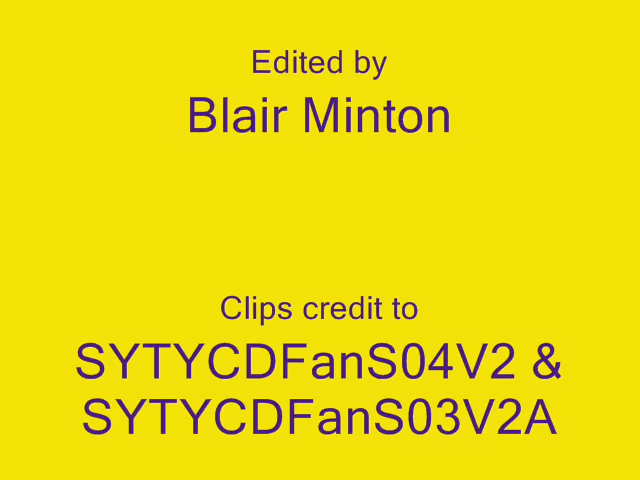 Edited by
Blair Minton
Clips credit to
SYTYCDFanS04V2 &
SYTYCDFanS03V2A